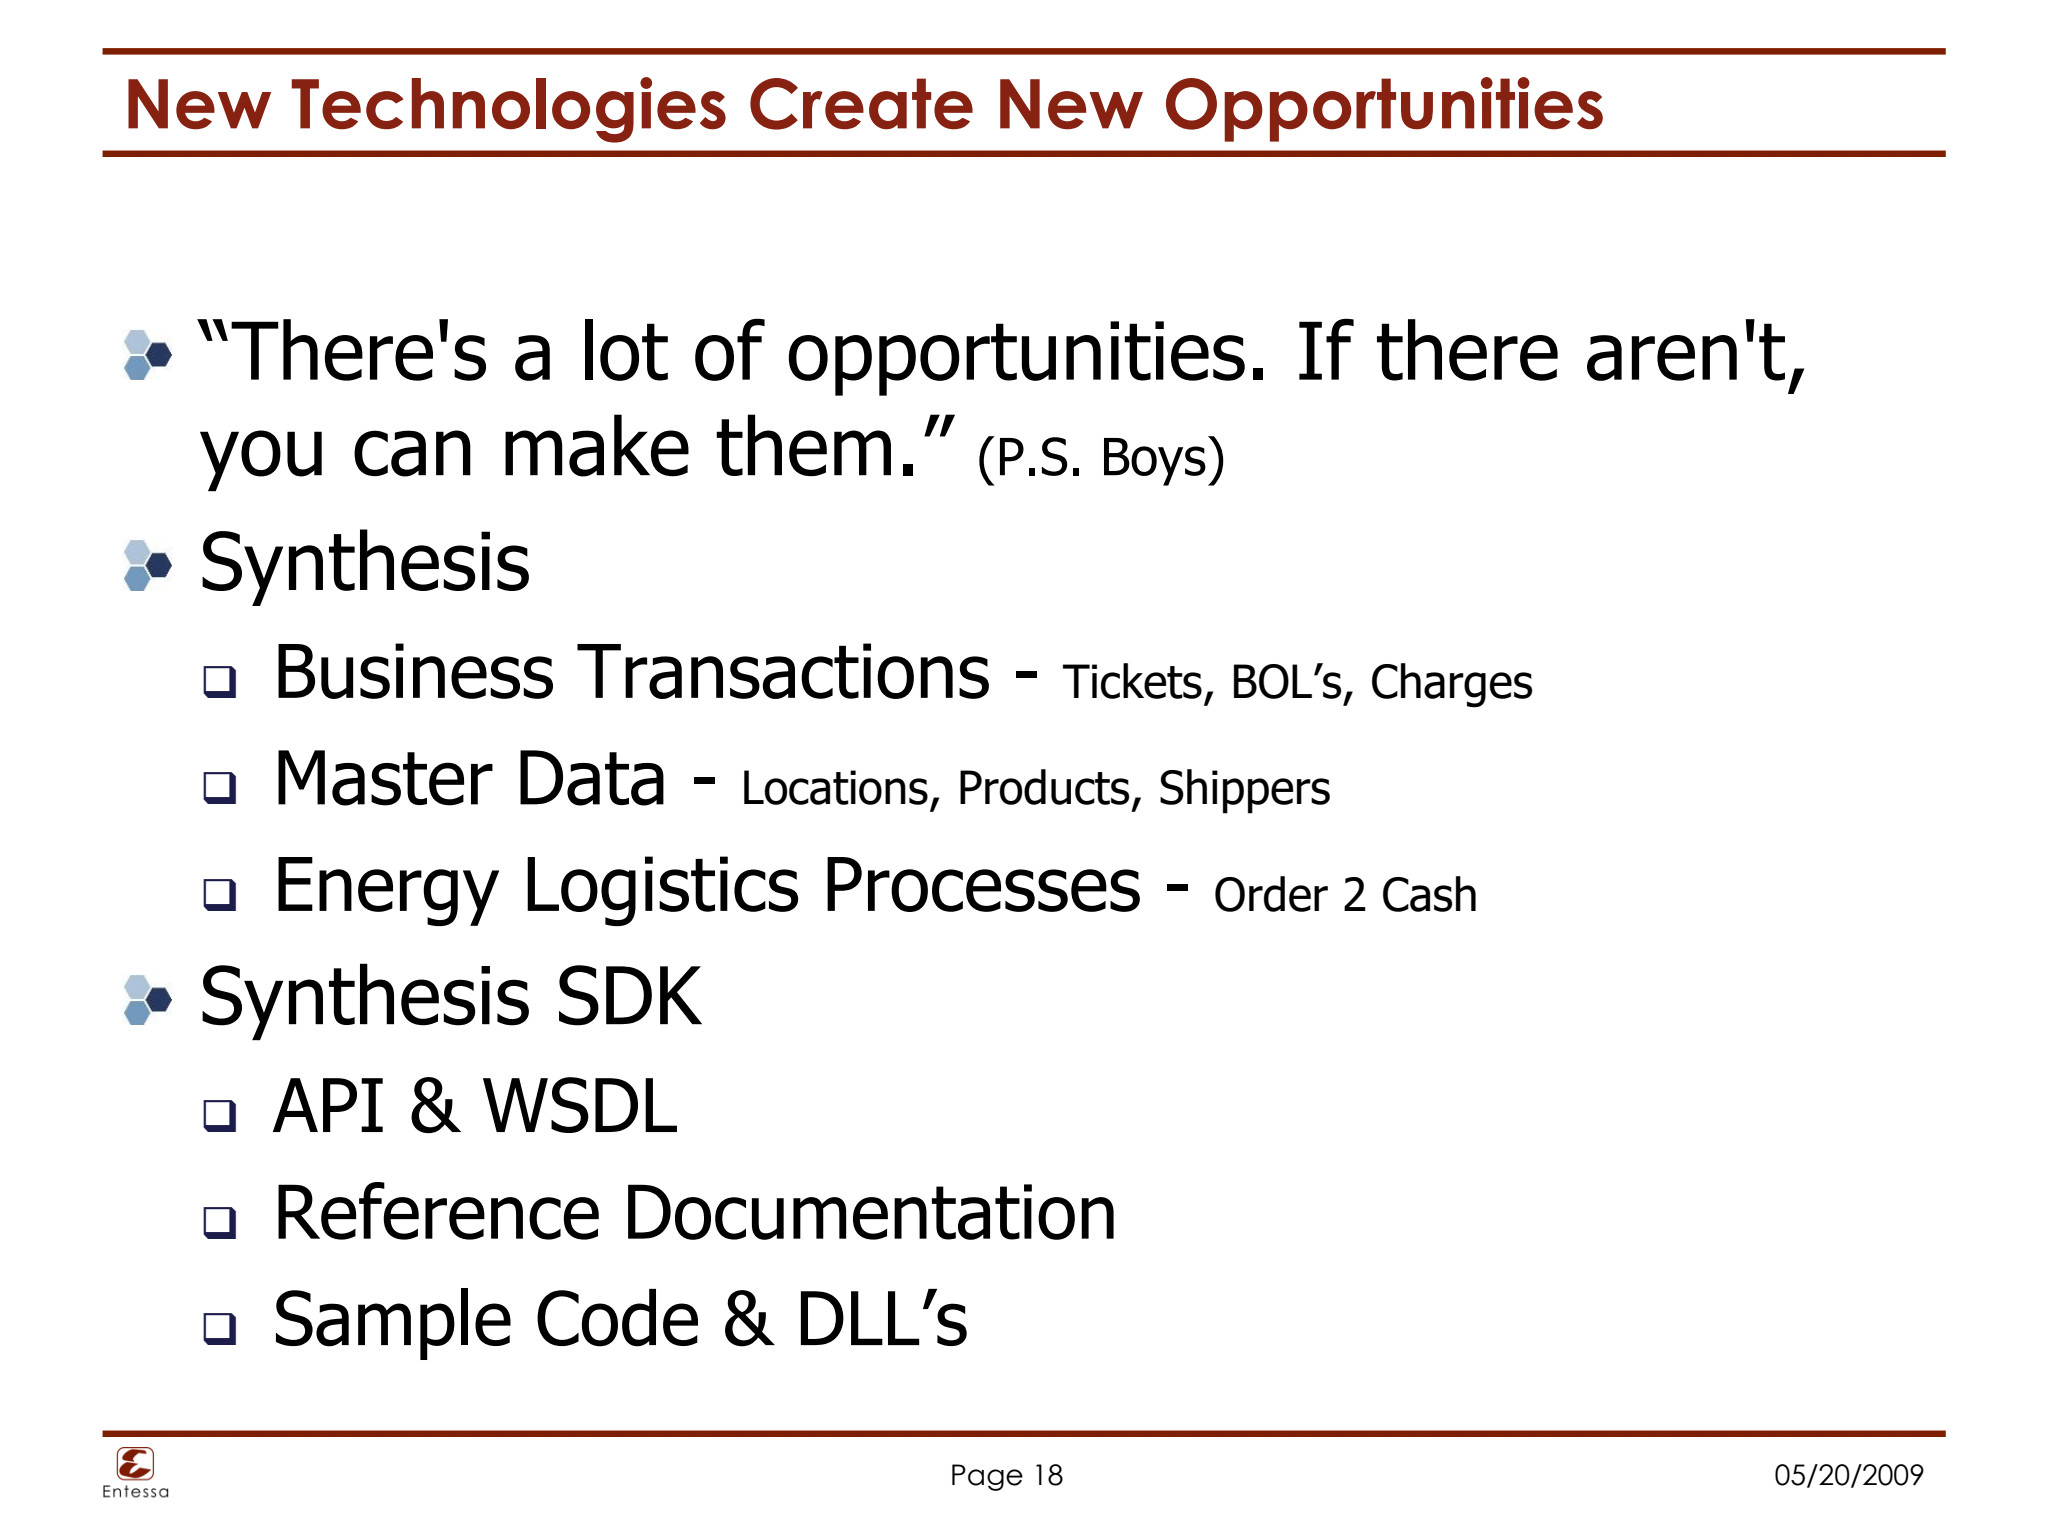 New Technologies Create New Opportunities
“There's a lot of opportunities. If there aren't,
you can make them.” (P.S. Boys)
Synthesis
Business Transactions - Tickets, BOL’s, Charges
Master Data - Locations, Products, Shippers
Energy Logistics Processes - Order 2 Cash
Synthesis SDK
API & WSDL
Reference Documentation
Sample Code & DLL’s
Entessa
Page 18
05/20/2009